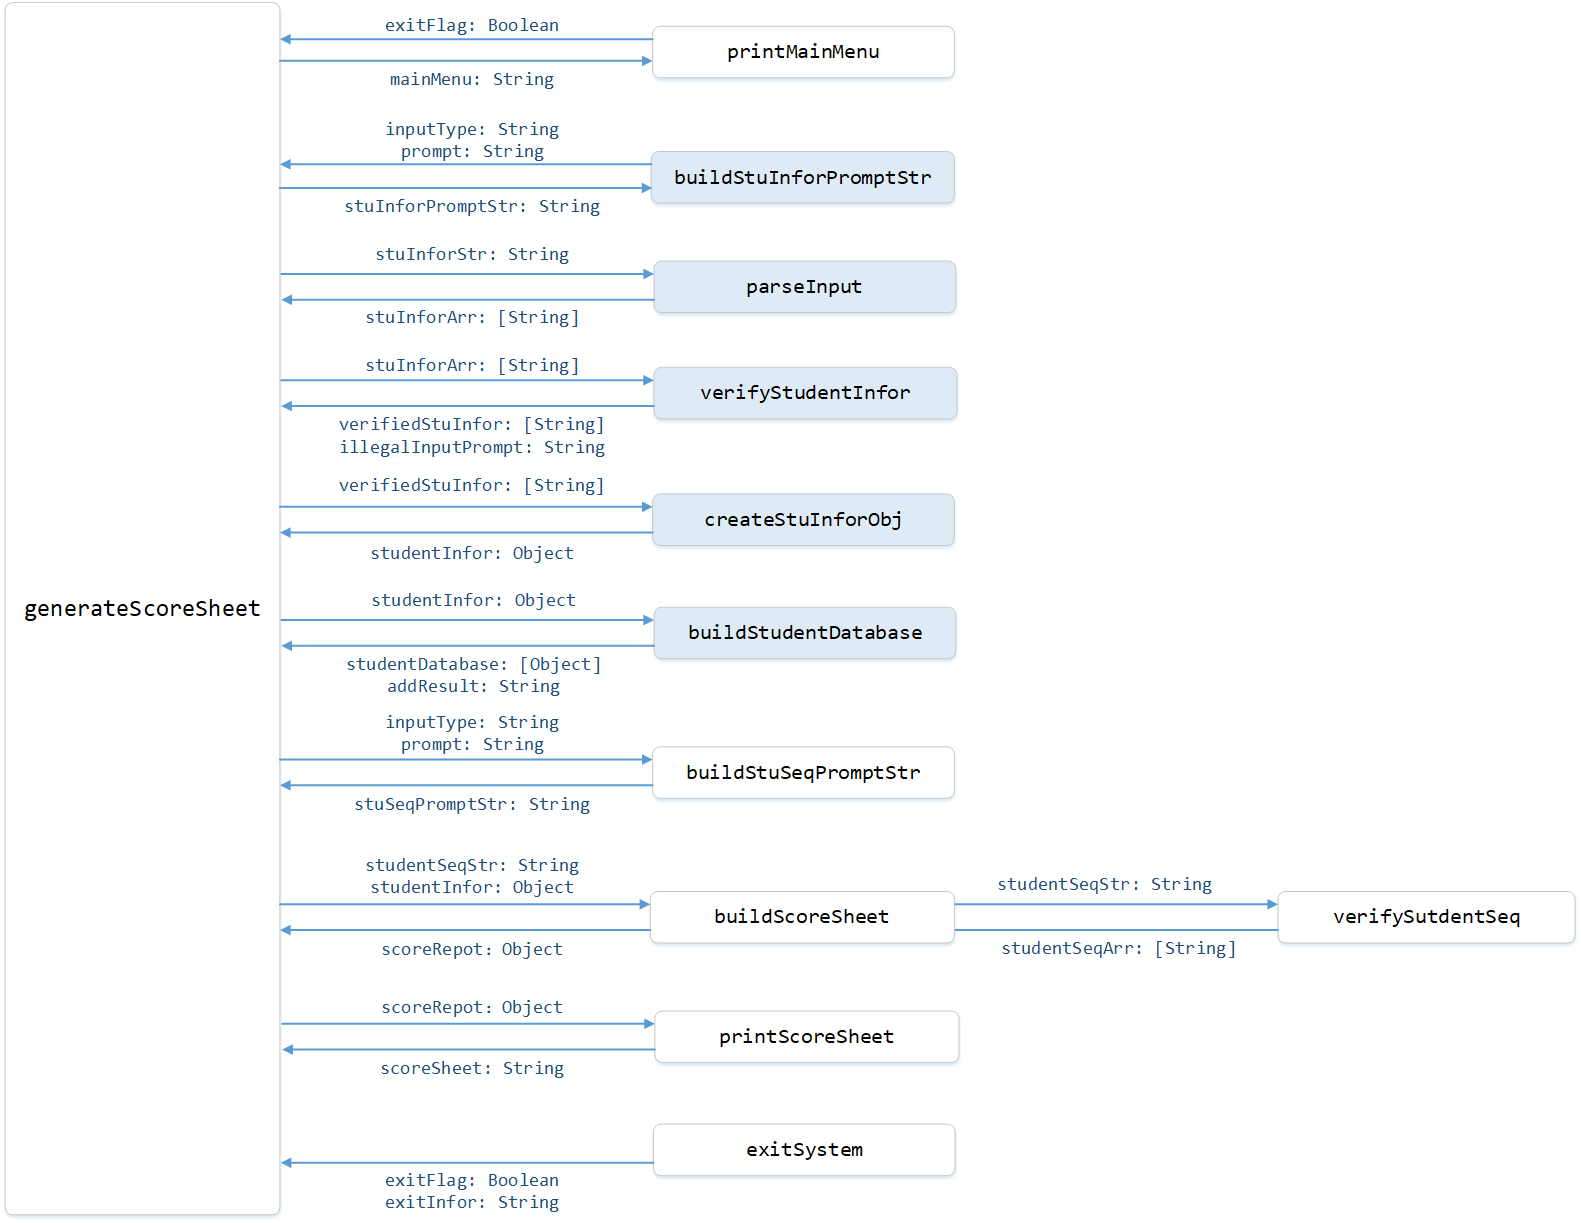 generateScoreSheet
exitFlag: Boolean
printMainMenu
mainMenu: String
inputType: String
prompt: String
buildStuInforPromptStr
stuInforPromptStr: String
stuInforStr: String
parseInput
stuInforArr: [String]
stuInforArr: [String]
verifyStudentInfor
verifiedStuInfor: [String]
illegalInputPrompt: String
verifiedStuInfor: [String]
createStuInforObj
studentInfor: Object
studentInfor: Object
buildStudentDatabase
studentDatabase: [Object]
addResult: String
inputType: String
prompt: String
buildStuSeqPromptStr
stuSeqPromptStr: String
studentSeqStr: String
studentInfor: Object
buildScoreSheet
scoreRepot: Object
studentSeqStr: String
verifySutdentSeq
studentSeqArr: [String]
scoreRepot: Object
printScoreSheet
scoreSheet: String
exitSystem
exitFlag: Boolean
exitInfor: String